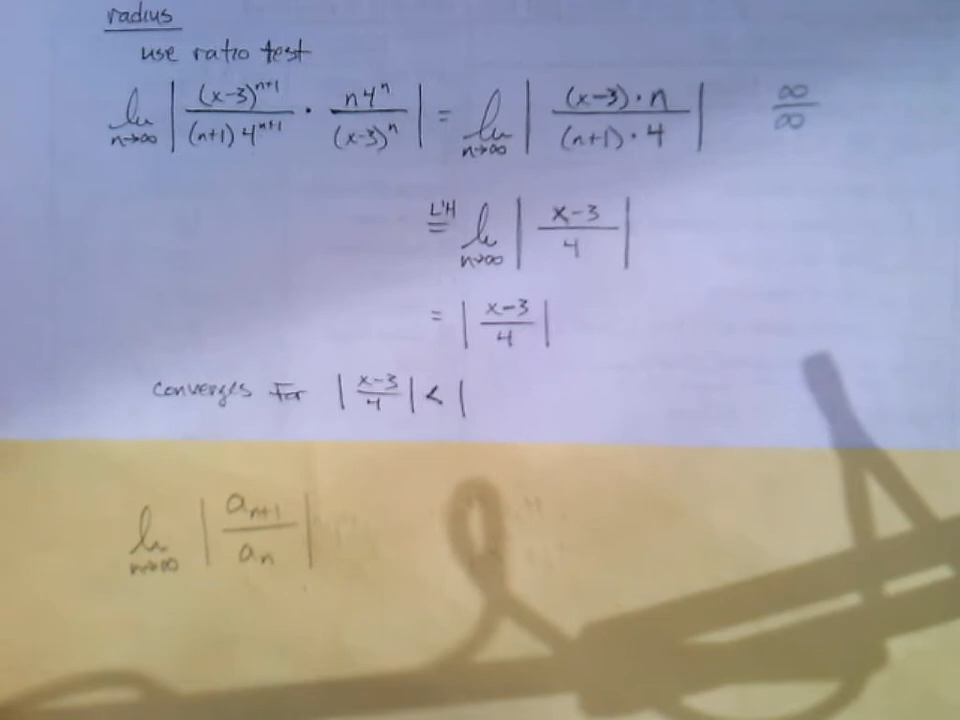 radius
use ratio test
lim n→∞ | (x-3)^{n+1} / (n+1) 4^{n+1} · n4^n / (x-3)^n | = lim n→∞ | (x-3)·n / (n+1)·4 | ∞/∞
L'H = lim n→∞ | x-3 / 4 |
= | x-3 / 4 |
converges for | x-3 / 4 | < 1
lim n→∞ | a_{n+1} / a_n |